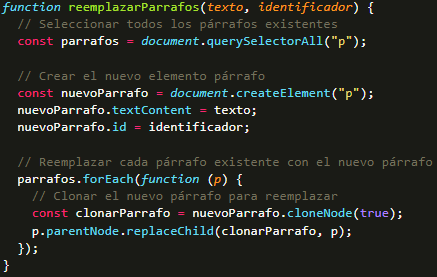 function reemplazarParrafos(texto, identificador) {
// Seleccionar todos los párrafos existentes
const parrafos = document.querySelectorAll("p");
// Crear el nuevo elemento párrafo
const nuevoParrafo = document.createElement("p");
nuevoParrafo.textContent = texto;
nuevoParrafo.id = identificador;
// Reemplazar cada párrafo existente con el nuevo párrafo
parrafos.forEach(function (p) {
// Clonar el nuevo párrafo para reemplazar
const clonarParrafo = nuevoParrafo.cloneNode(true);
p.parentNode.replaceChild(clonarParrafo, p);
});
}